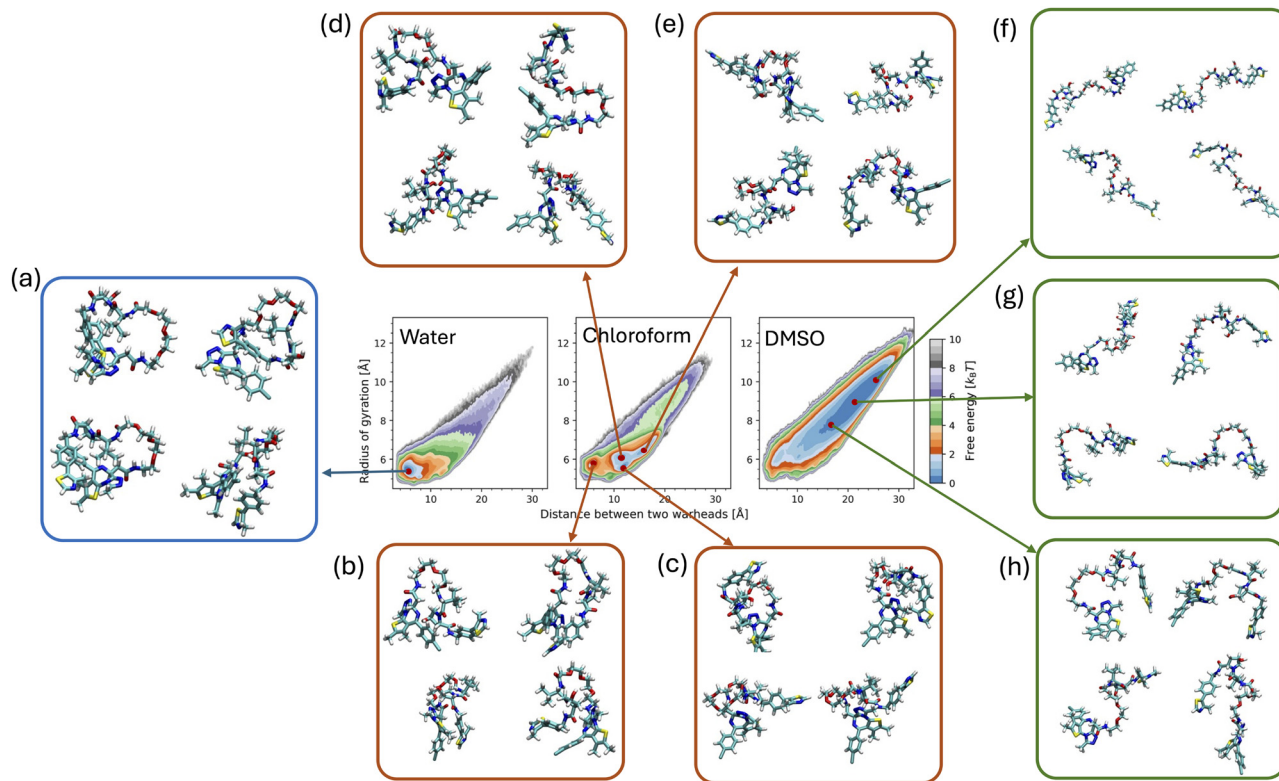 (d)
(e)
(f)
(a)
(g)
Water
Chloroform
DMSO
Radius of gyration [Å]
12
10
8
6
10
20
30
12
10
8
6
10
20
30
12
10
8
6
10
20
30
10
8
6
4
2
0
Free energy [kBT]
Distance between two warheads [Å]
(b)
(c)
(h)